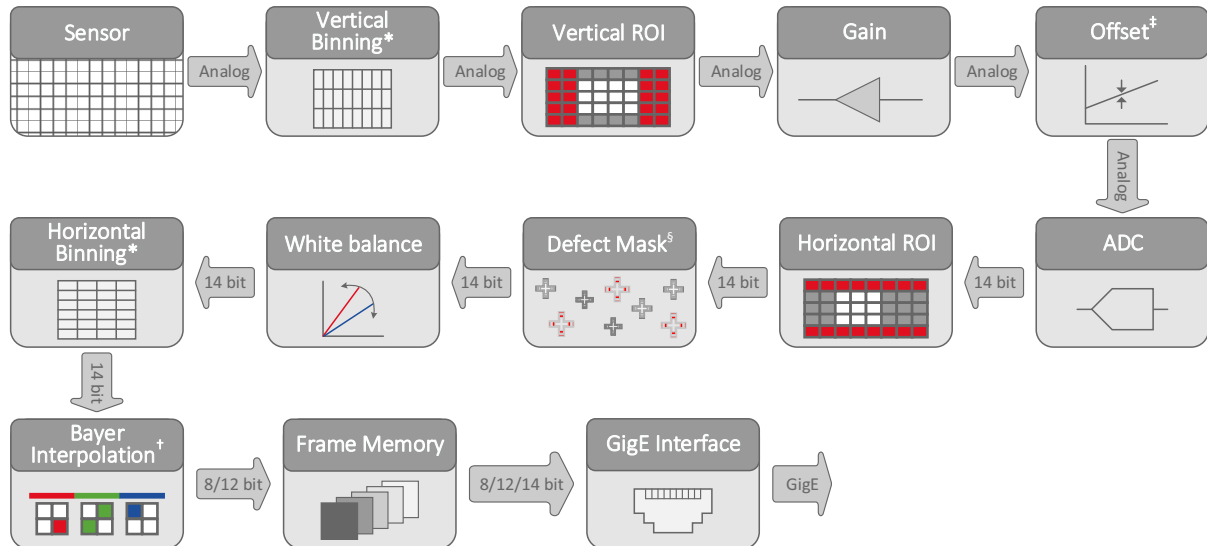 Sensor
Analog
Vertical
Binning*
Analog
Vertical ROI
Analog
Gain
Analog
Offset‡
Analog
Horizontal
Binning*
14 bit
White balance
14 bit
Defect Mask§
14 bit
Horizontal ROI
14 bit
ADC
14 bit
Bayer
Interpolation†
8/12 bit
Frame Memory
8/12/14 bit
GigE Interface
GigE